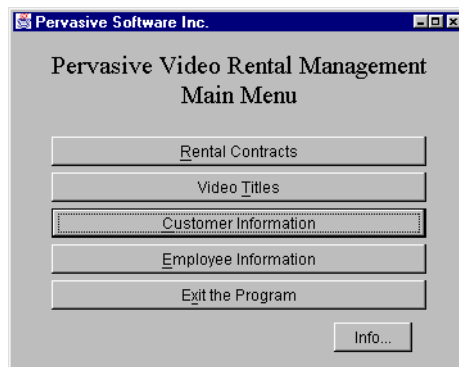 Pervasive Software Inc.
Pervasive Video Rental Management
Main Menu
Rental Contracts
Video Titles
Customer Information
Employee Information
Exit the Program
Info...